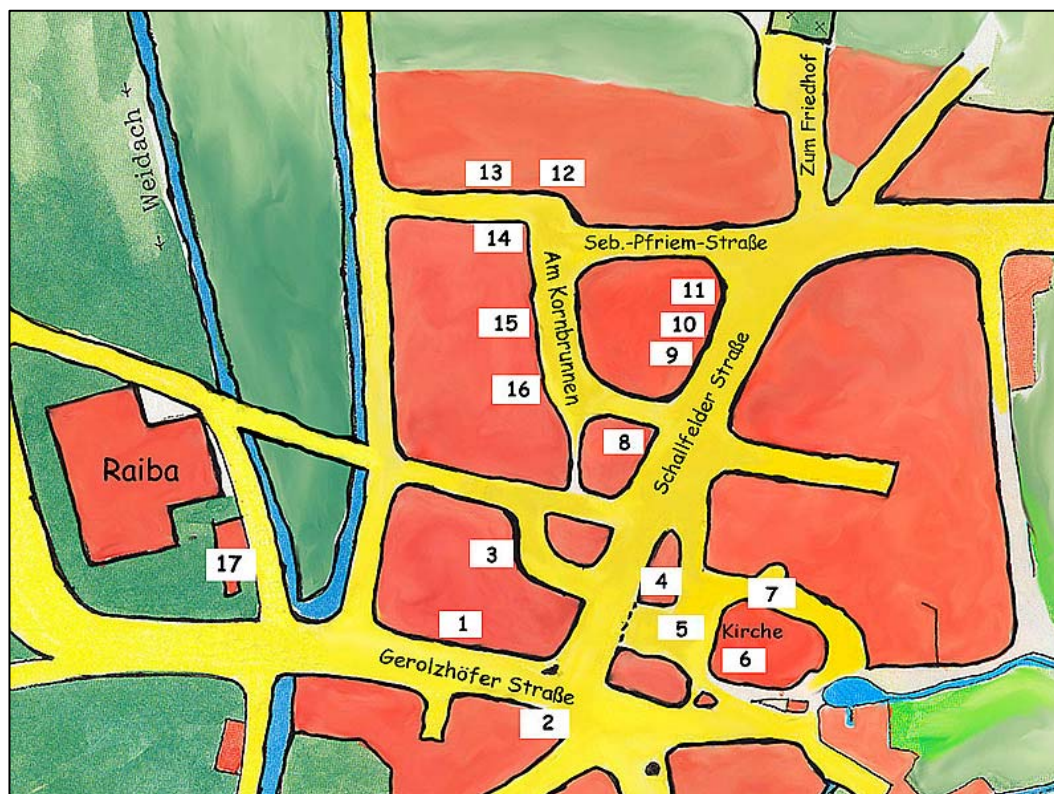 Zum Friedhof
← Weidach →
13
12
14
Seb.-Pfriem-Straße
Am Kornbrunnen
11
15
10
9
16
Schallfelder Straße
8
Raiba
3
17
4
7
1
5
Kirche
6
Gerolzhöfer Straße
2